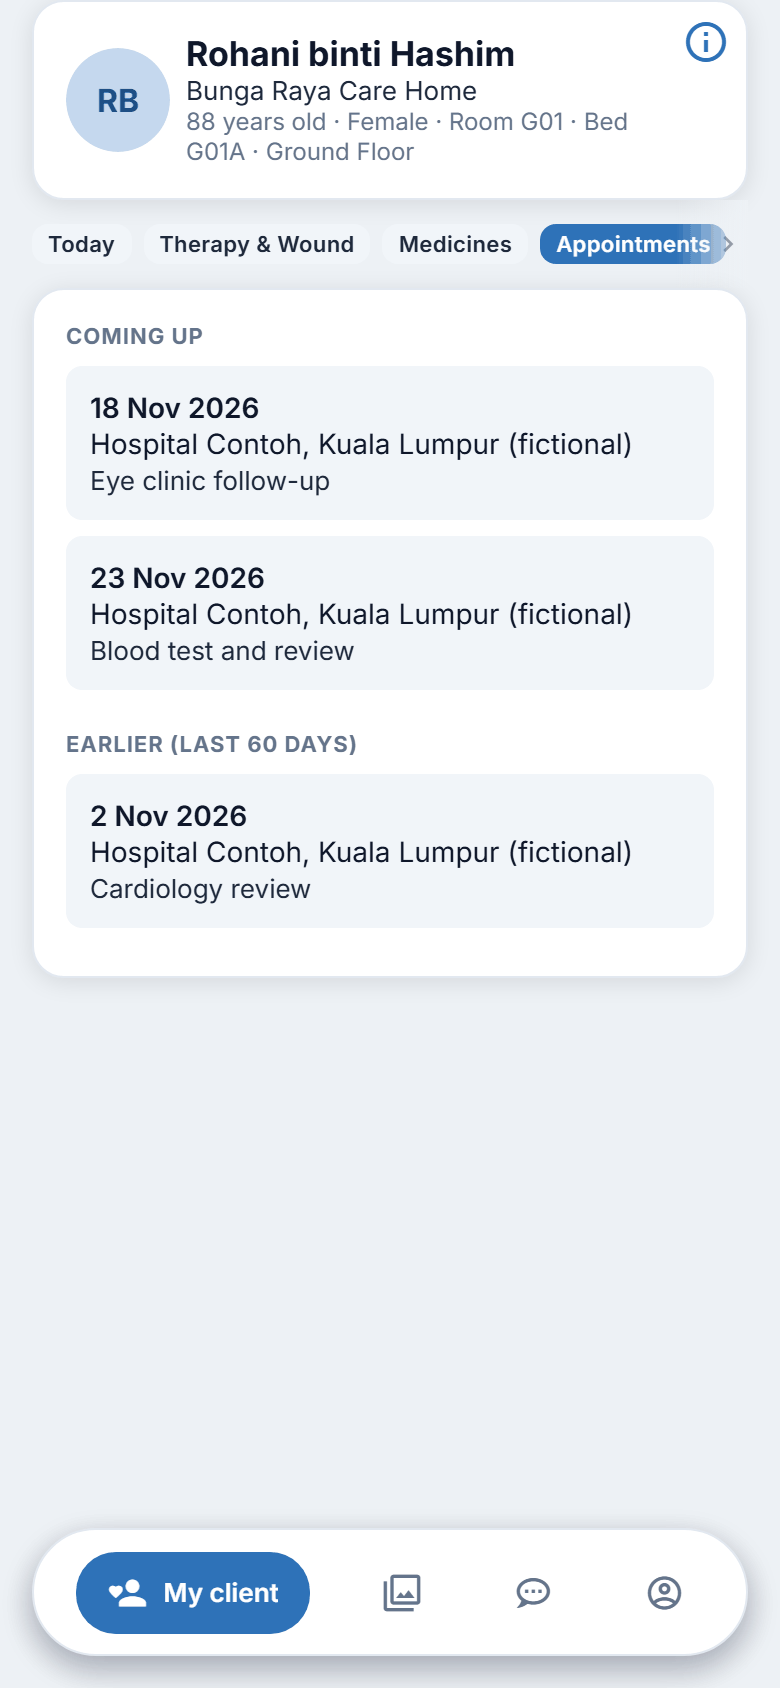 Rohani binti Hashim
RB
Bunga Raya Care Home
88 years old · Female · Room G01 · Bed
G01A · Ground Floor
Today
Therapy & Wound
Medicines
Appointments
COMING UP
18 Nov 2026
Hospital Contoh, Kuala Lumpur (fictional)
Eye clinic follow-up
23 Nov 2026
Hospital Contoh, Kuala Lumpur (fictional)
Blood test and review
EARLIER (LAST 60 DAYS)
2 Nov 2026
Hospital Contoh, Kuala Lumpur (fictional)
Cardiology review
My client